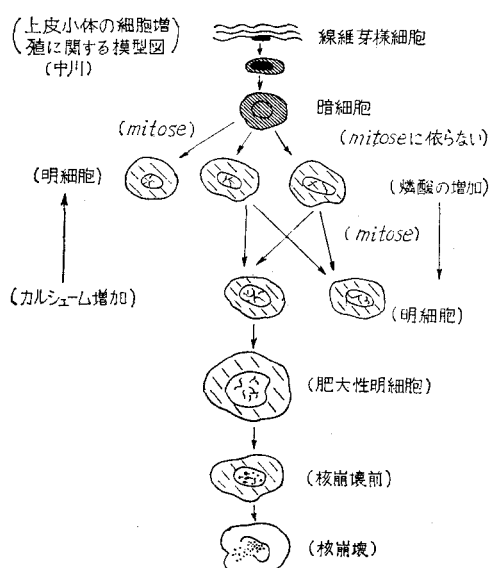 (上皮小体の細胞増
殖に関する模型図)
(中川)
線維芽様細胞
暗細胞
(mitose)
(mitoseに依らない)
(明細胞)
(燐酸の増加)
(mitose)
(カルシューム増加)
(明細胞)
(肥大性明細胞)
(核崩壊前)
(核崩壊)